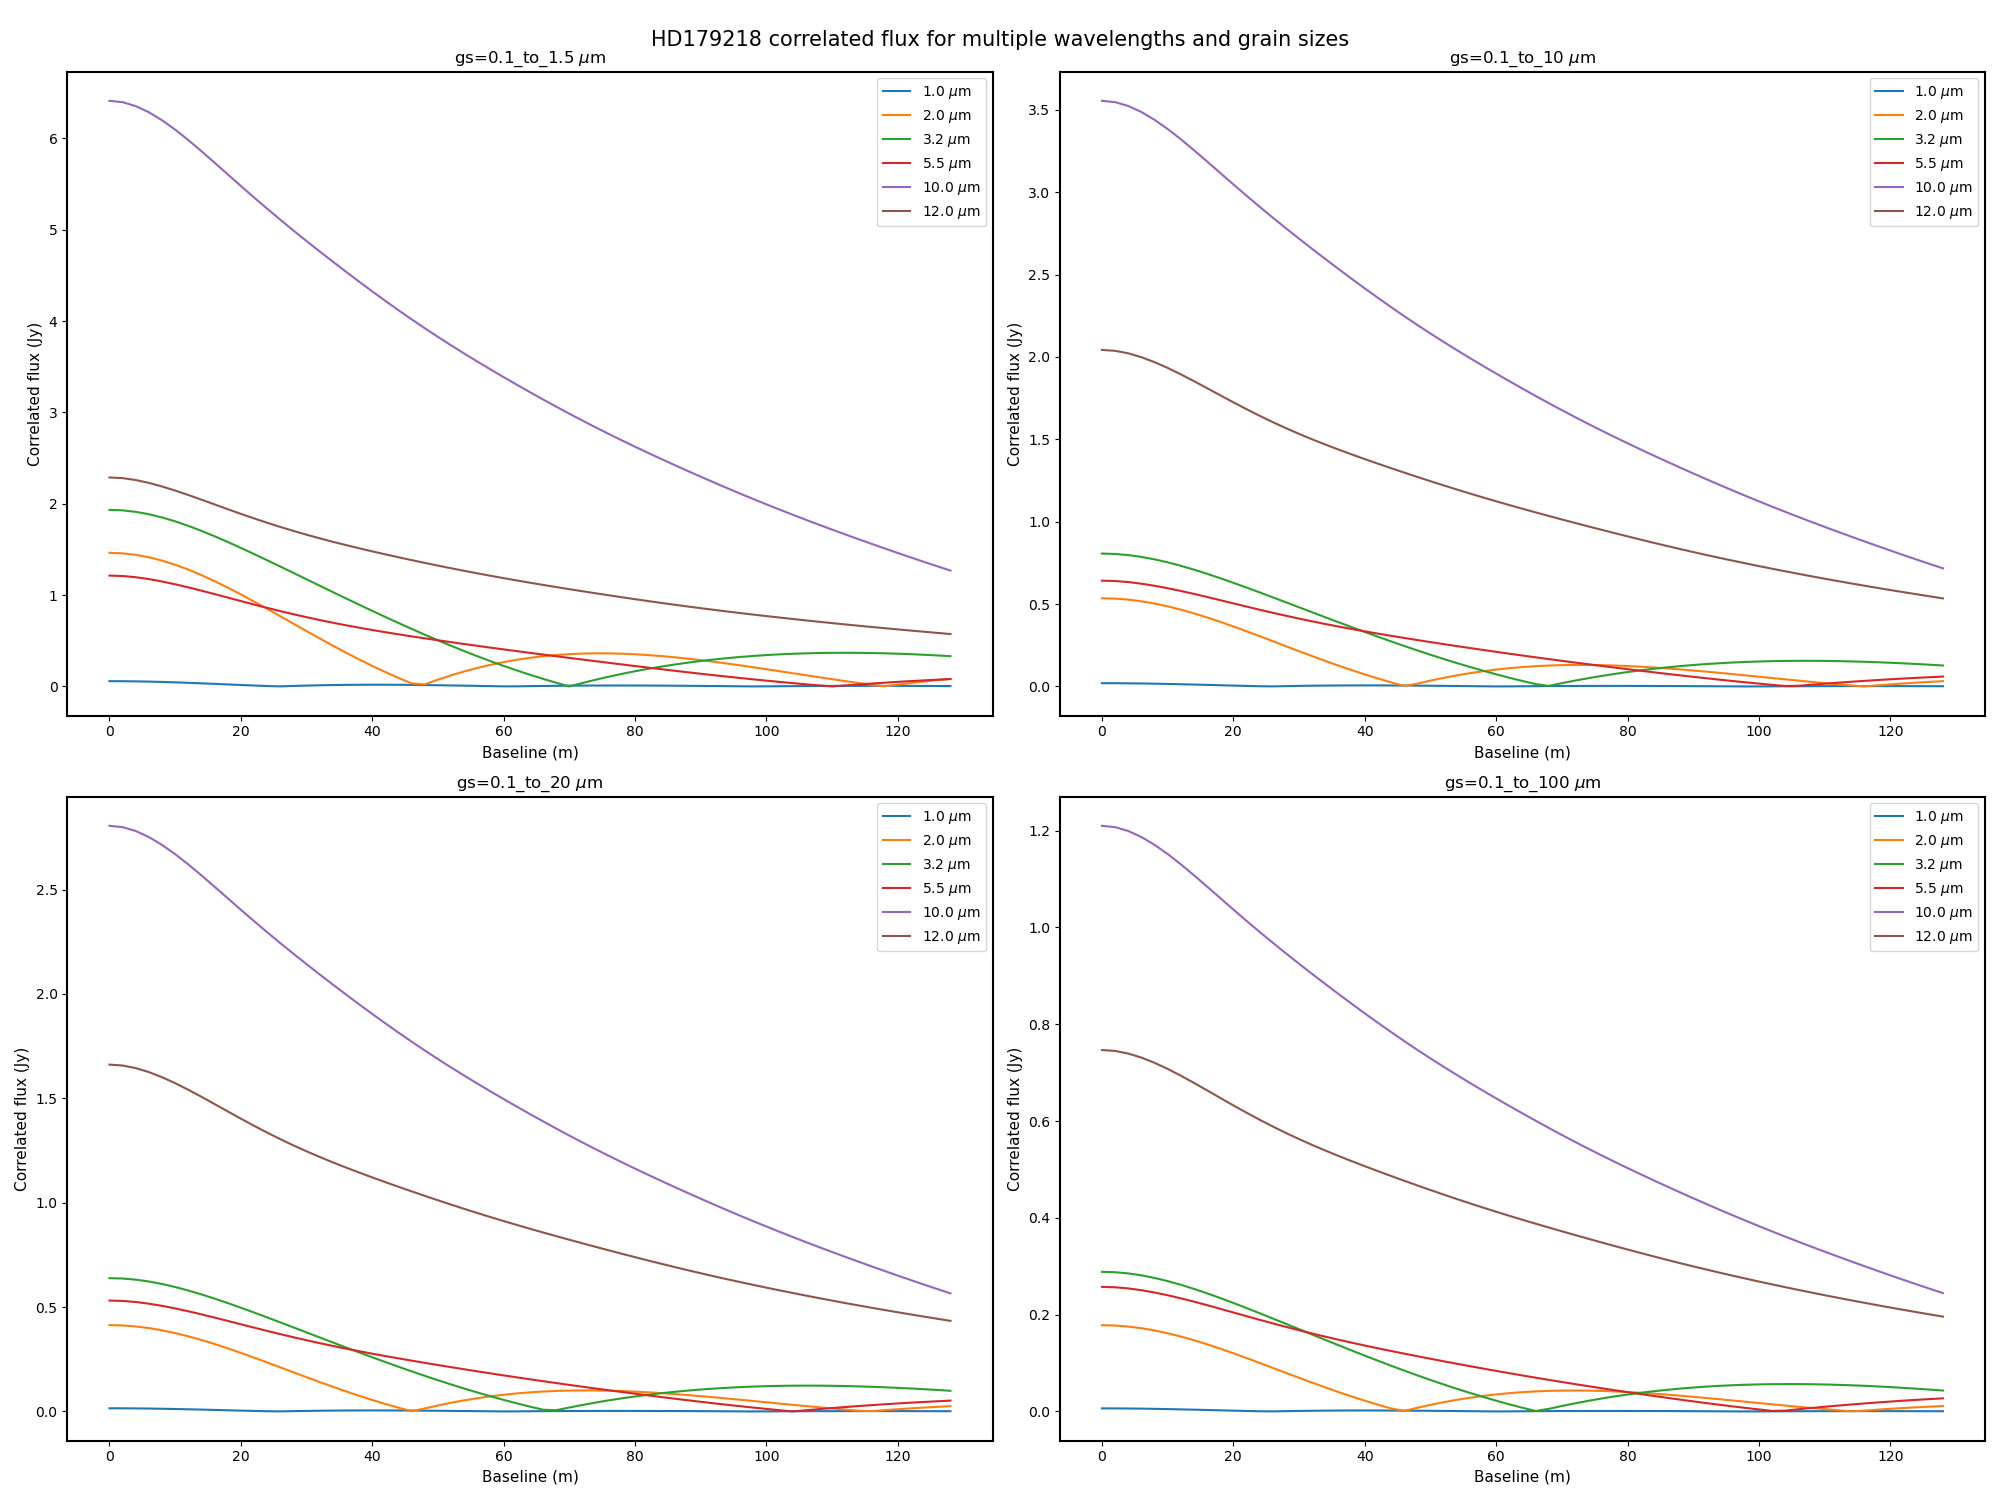 HD179218 correlated flux for multiple wavelengths and grain sizes
gs=0.1_to_1.5 μm
Correlated flux (Jy)
6
5
4
3
2
1
0
0 20 40 60 80 100 120
Baseline (m)
1.0 μm
2.0 μm
3.2 μm
5.5 μm
10.0 μm
12.0 μm
gs=0.1_to_10 μm
Correlated flux (Jy)
3.5
3.0
2.5
2.0
1.5
1.0
0.5
0.0
0 20 40 60 80 100 120
Baseline (m)
1.0 μm
2.0 μm
3.2 μm
5.5 μm
10.0 μm
12.0 μm
gs=0.1_to_20 μm
Correlated flux (Jy)
2.5
2.0
1.5
1.0
0.5
0.0
0 20 40 60 80 100 120
Baseline (m)
1.0 μm
2.0 μm
3.2 μm
5.5 μm
10.0 μm
12.0 μm
gs=0.1_to_100 μm
Correlated flux (Jy)
1.2
1.0
0.8
0.6
0.4
0.2
0.0
0 20 40 60 80 100 120
Baseline (m)
1.0 μm
2.0 μm
3.2 μm
5.5 μm
10.0 μm
12.0 μm